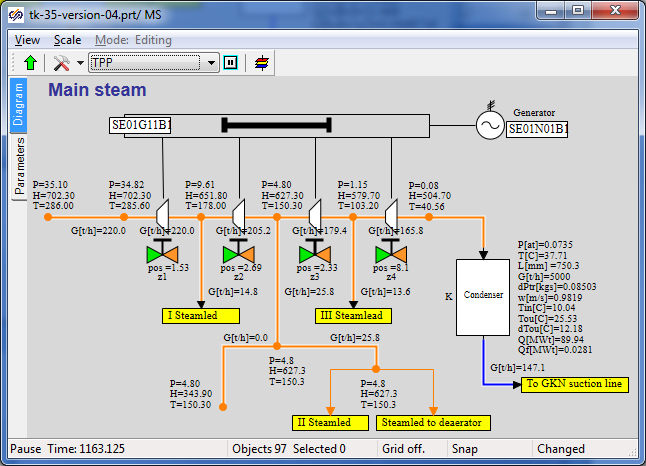 tk-35-version-04.prt/ MS
View Scale Mode: Editing
TPP
Diagram
Parameters
Main steam
SE01G11B1
Generator
SE01N01B1
P=35.10
H=702.30
T=286.00
P=34.82
H=702.30
T=285.60
P=9.61
H=651.80
T=178.00
P=4.80
H=627.30
T=150.30
P=1.15
H=579.70
T=103.20
P=0.08
H=504.70
T=40.56
G[t/h]=220.0
G[t/h]=220.0
G[t/h]=205.2
G[t/h]=179.4
G[t/h]=165.8
pos =1.53
z1
pos =2.69
z2
pos =2.33
z3
pos =8.1
z4
G[t/h]=14.8
G[t/h]=25.8
G[t/h]=13.6
I Steamled
III Steamlead
K
Condenser
P[at]=0.0735
T[C]=37.71
L[mm] =750.3
G[t/h]=5000
dPtr[kgs]=0.08503
w[m/s]=0.9819
Tin[C]=10.04
Tou[C]=25.53
dTou[C]=12.18
Q[MWt]=89.94
Qf[MWt]=0.0281
G[t/h]=147.1
To GKN suction line
G[t/h]=0.0
G[t/h]=25.8
P=4.8
H=627.3
T=150.3
P=4.80
H=343.90
T=150.30
P=4.8
H=627.3
T=150.3
II Steamled
Steamled to deaerator
Pause Time: 1163.125
Objects 97 Selected 0
Grid off.
Snap
Changed